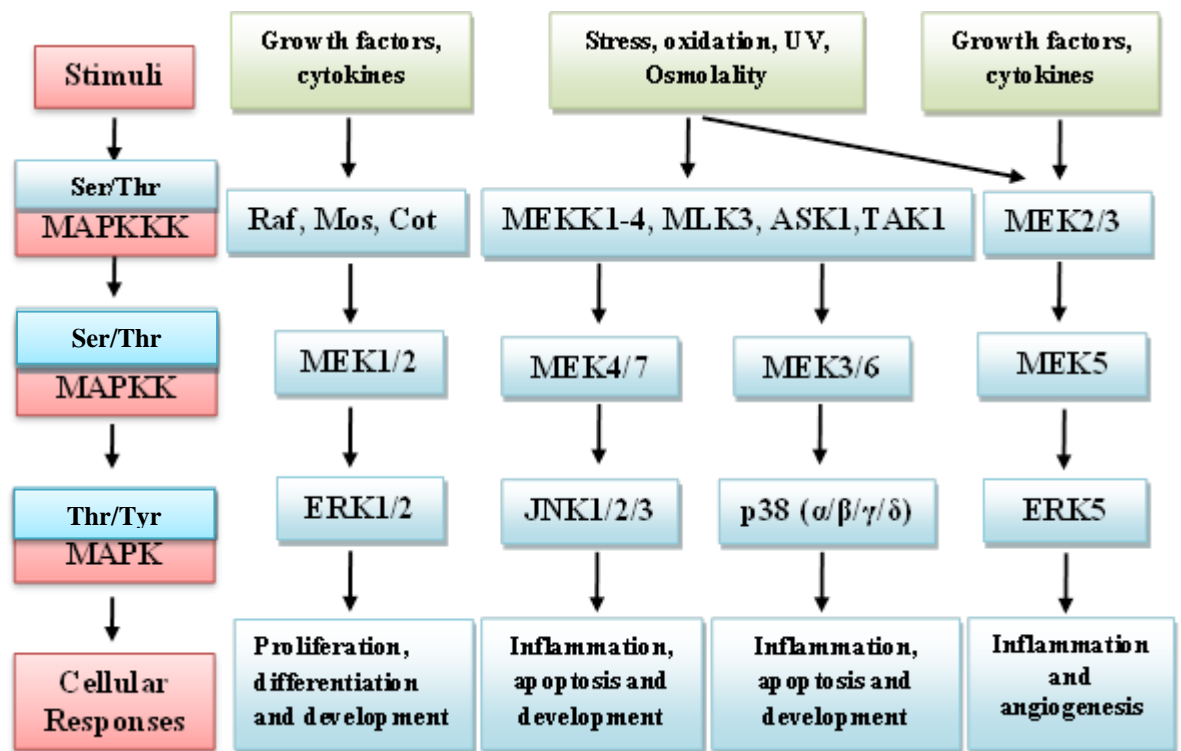 Stimuli
Growth factors,
cytokines
Stress, oxidation, UV,
Osmolality
Growth factors,
cytokines
Ser/Thr
MAPKKK
Raf, Mos, Cot
MEKK1-4, MLK3, ASK1,TAK1
MEK2/3
Ser/Thr
MAPKK
MEK1/2
MEK4/7
MEK3/6
MEK5
Thr/Tyr
MAPK
ERK1/2
JNK1/2/3
p38 (α/β/γ/δ)
ERK5
Cellular
Responses
Proliferation,
differentiation
and development
Inflammation,
apoptosis and
development
Inflammation,
apoptosis and
development
Inflammation
and
angiogenesis